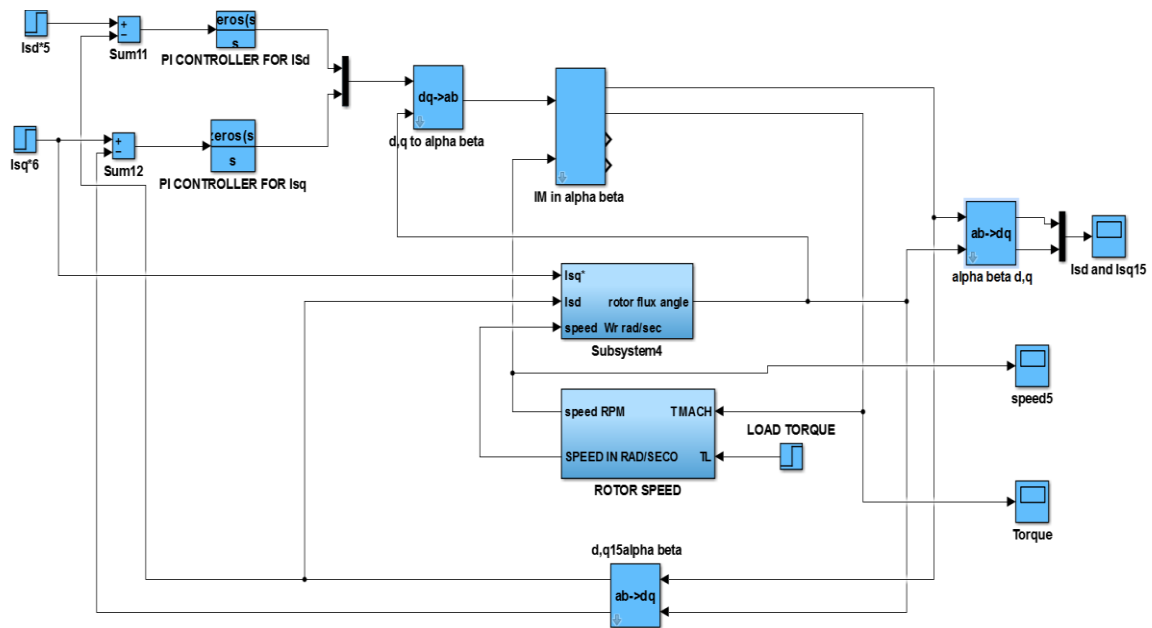 Isd*5
+
−
Sum11
eros(s
s
PI CONTROLLER FOR ISd
Isq*6
+
−
Sum12
zeros(s
s
PI CONTROLLER FOR Isq
dq->ab
d,q to alpha beta
IM in alpha beta
ab->dq
alpha beta d,q
Isd and Isq15
Isq*
Isd
rotor flux angle
speed Wr rad/sec
Subsystem4
speed5
speed RPM
TMACH
SPEED IN RAD/SECO
TL
ROTOR SPEED
LOAD TORQUE
Torque
d,q15alpha beta
ab->dq